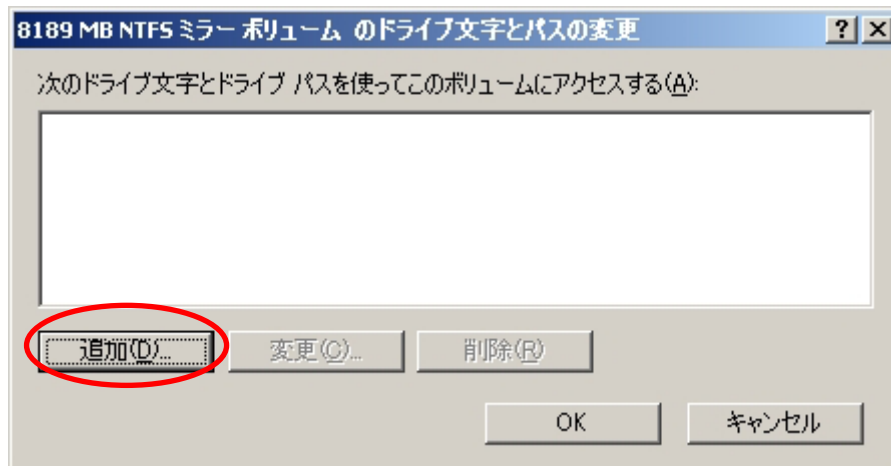 8189 MB NTFS ミラー ボリューム のドライブ文字とパスの変更
次のドライブ文字とドライブ パスを使ってこのボリュームにアクセスする(A):
追加(D)... 変更(C)... 削除(R)
OK キャンセル